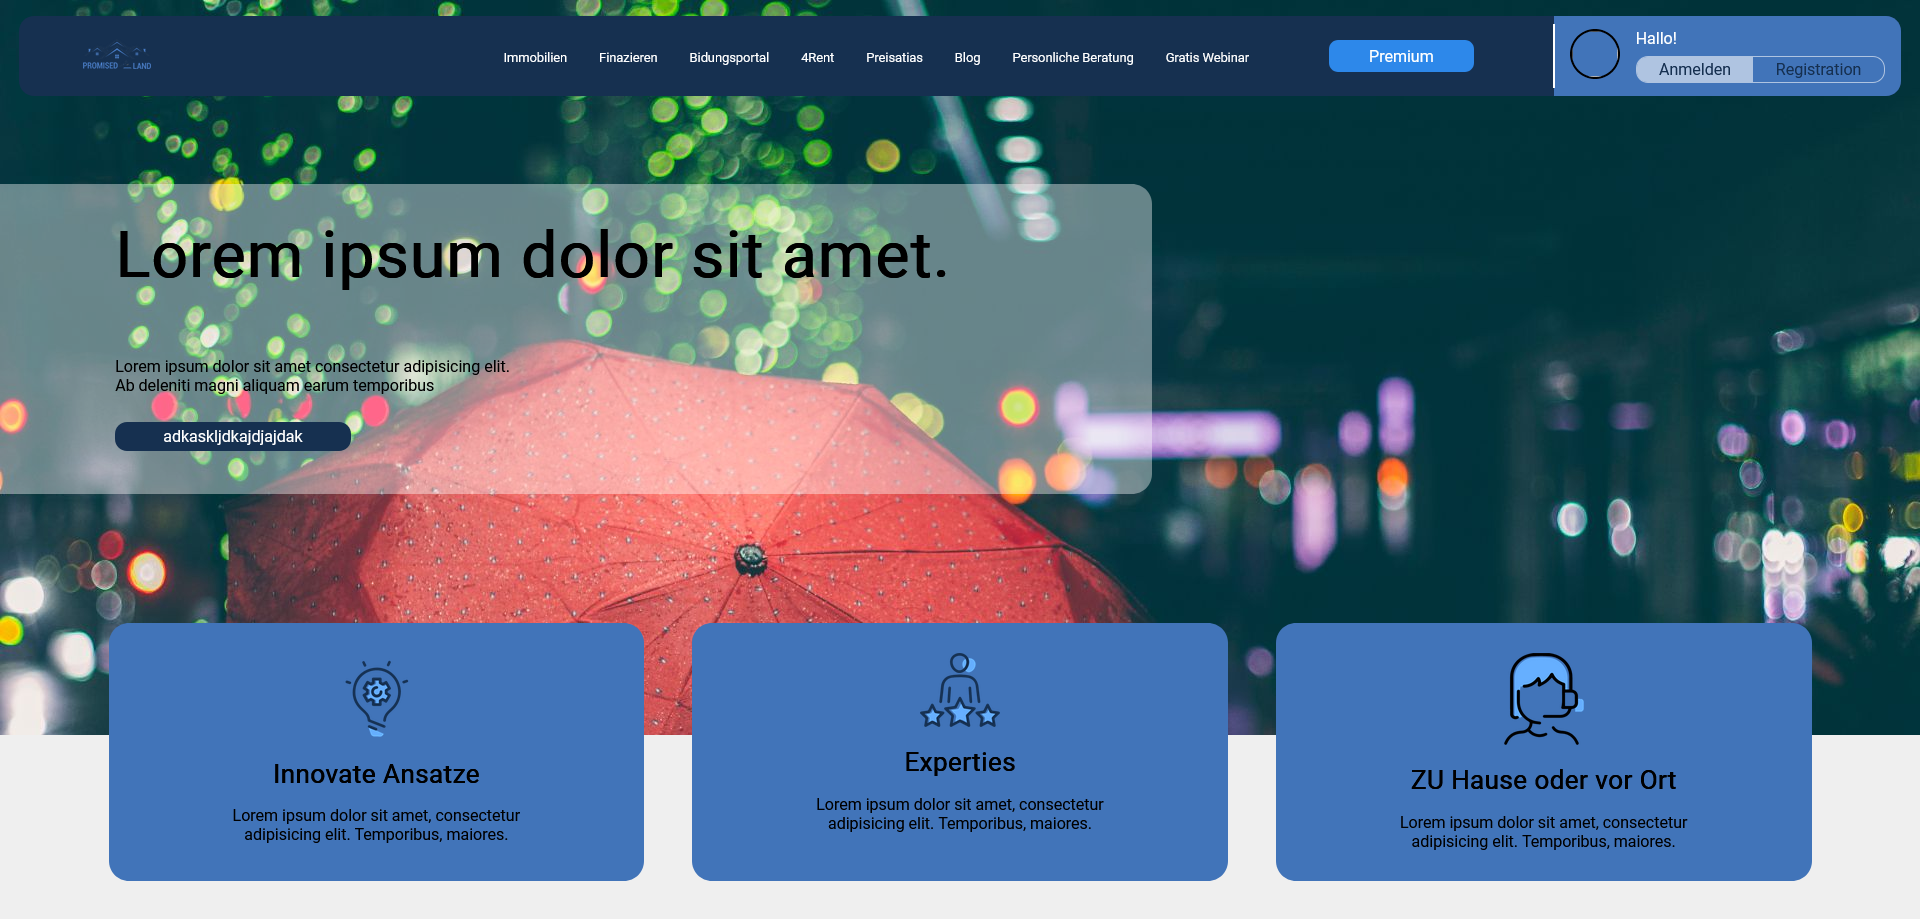 PROMISED LAND
Immobilien
Finazieren
Bidungsportal
4Rent
Preisatias
Blog
Personliche Beratung
Gratis Webinar
Premium
Hallo!
Anmelden
Registration
Lorem ipsum dolor sit amet.
Lorem ipsum dolor sit amet consectetur adipisicing elit.
Ab deleniti magni aliquam earum temporibus
adkaskljdkajdjajdak
Innovate Ansatze
Lorem ipsum dolor sit amet, consectetur
adipisicing elit. Temporibus, maiores.
Experties
Lorem ipsum dolor sit amet, consectetur
adipisicing elit. Temporibus, maiores.
ZU Hause oder vor Ort
Lorem ipsum dolor sit amet, consectetur
adipisicing elit. Temporibus, maiores.